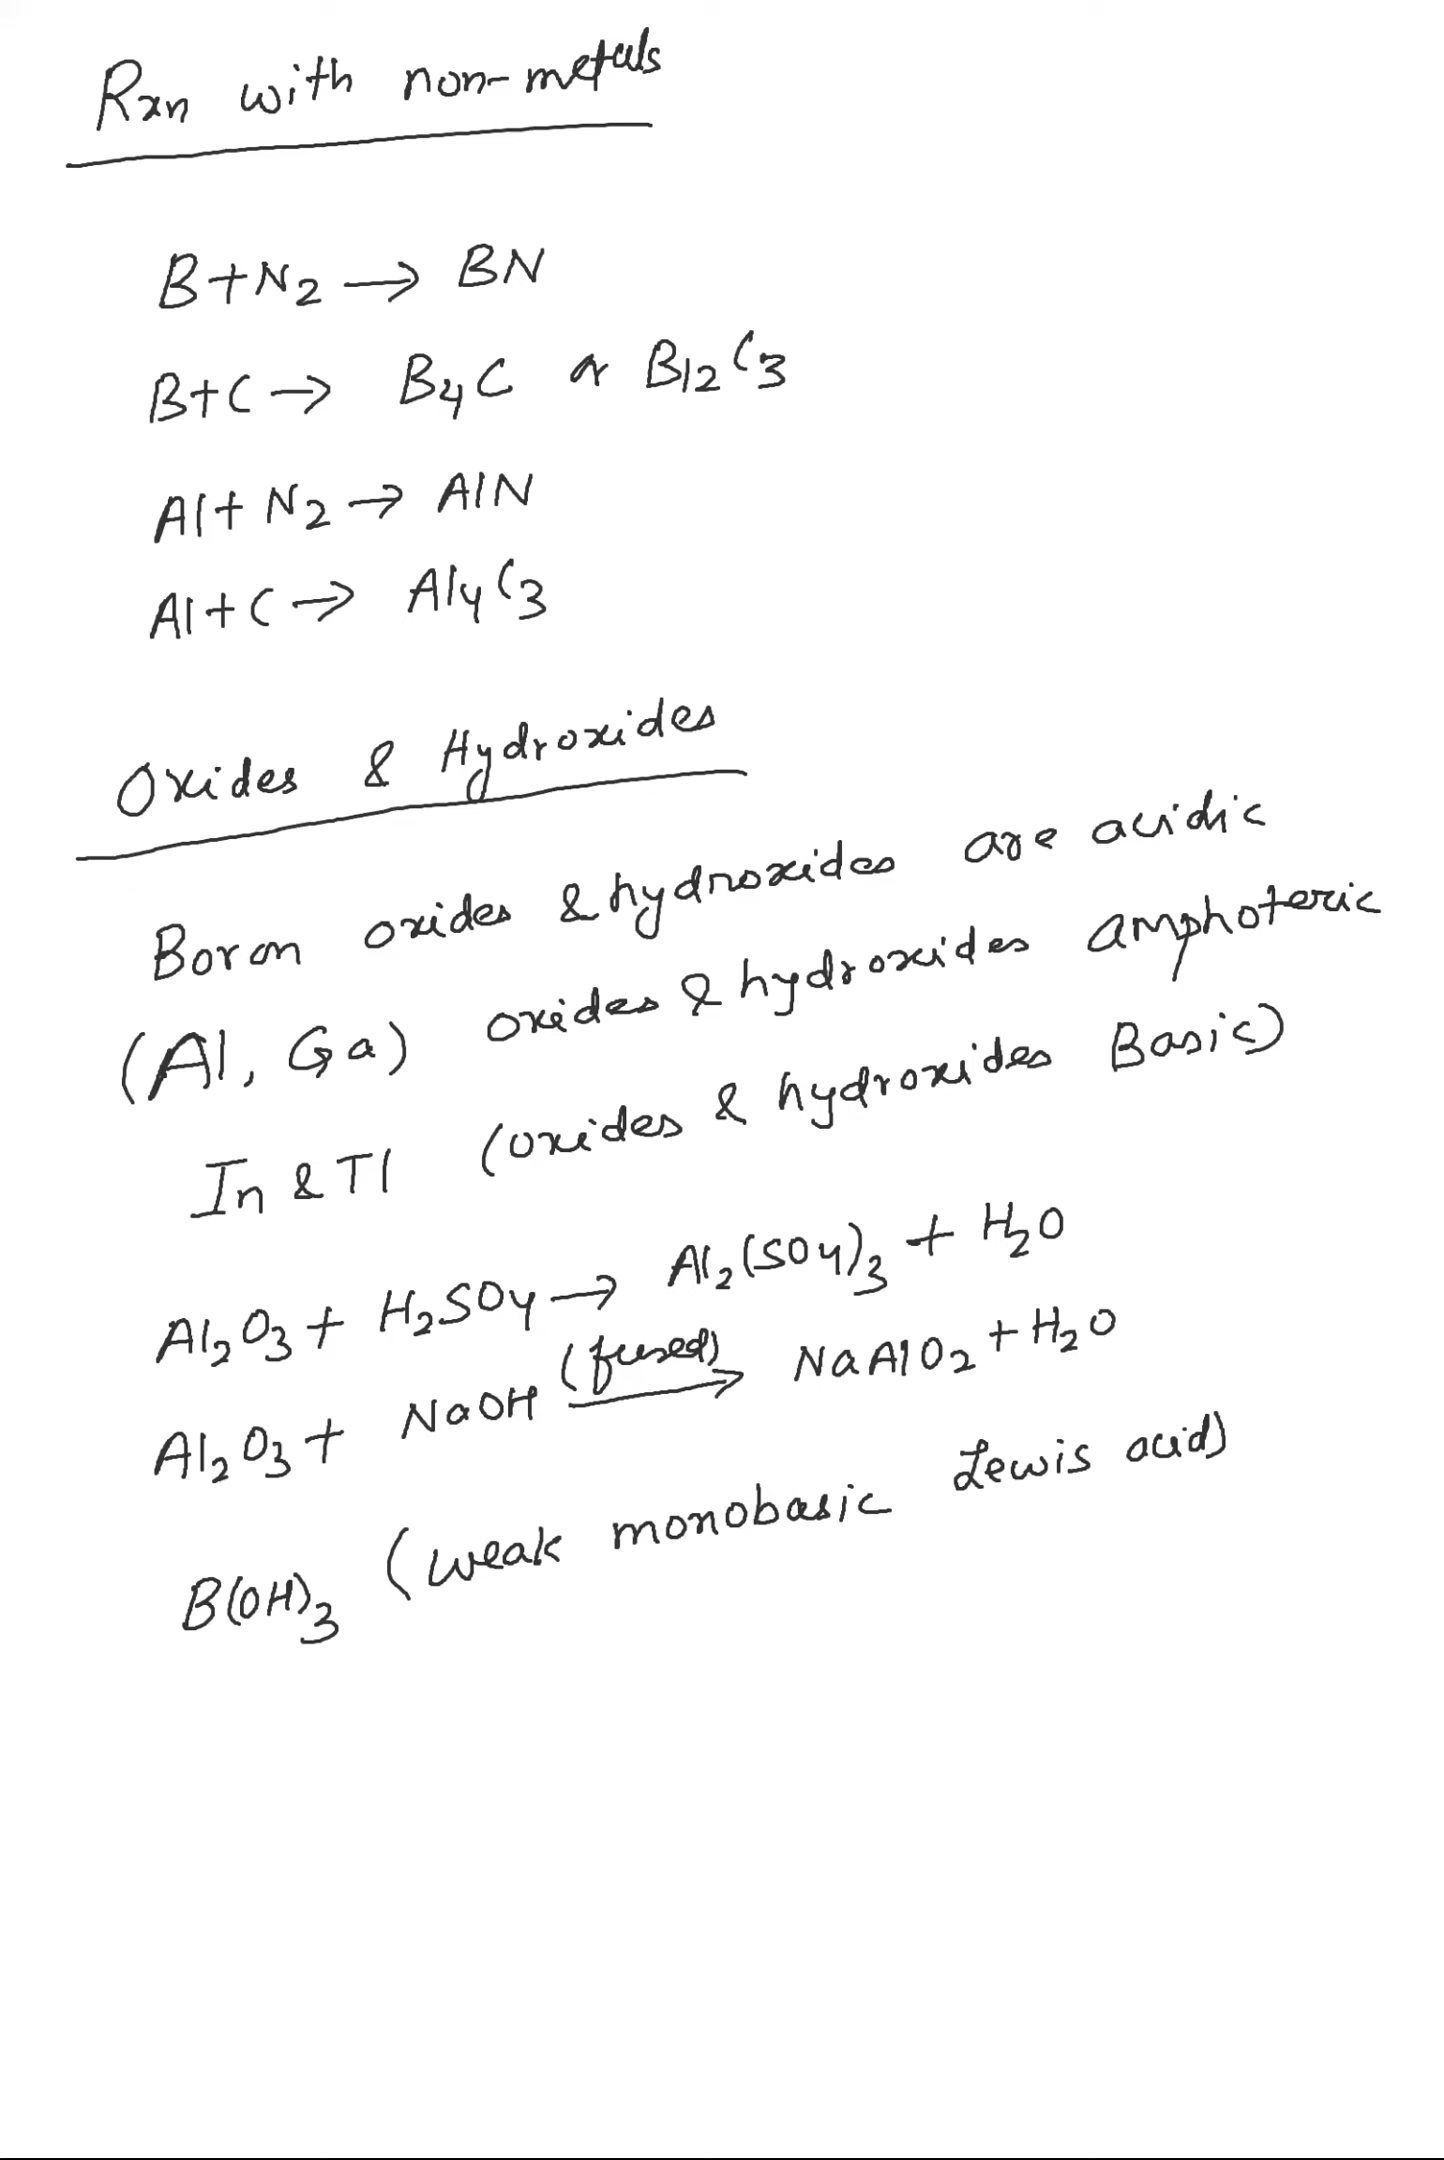 Rxn with non-metals
B + N₂ → BN
B + C → B₄C or B₁₂C₃
Al + N₂ → AlN
Al + C → Al₄C₃
Oxides & Hydroxides
Boron oxides & hydroxides are acidic
(Al, Ga) oxides & hydroxides amphoteric
In & Tl (oxides & hydroxides Basic)
Al₂O₃ + H₂SO₄ → Al₂(SO₄)₃ + H₂O
Al₂O₃ + NaOH (fused) → NaAlO₂ + H₂O
B(OH)₃ (weak monobasic Lewis acid)